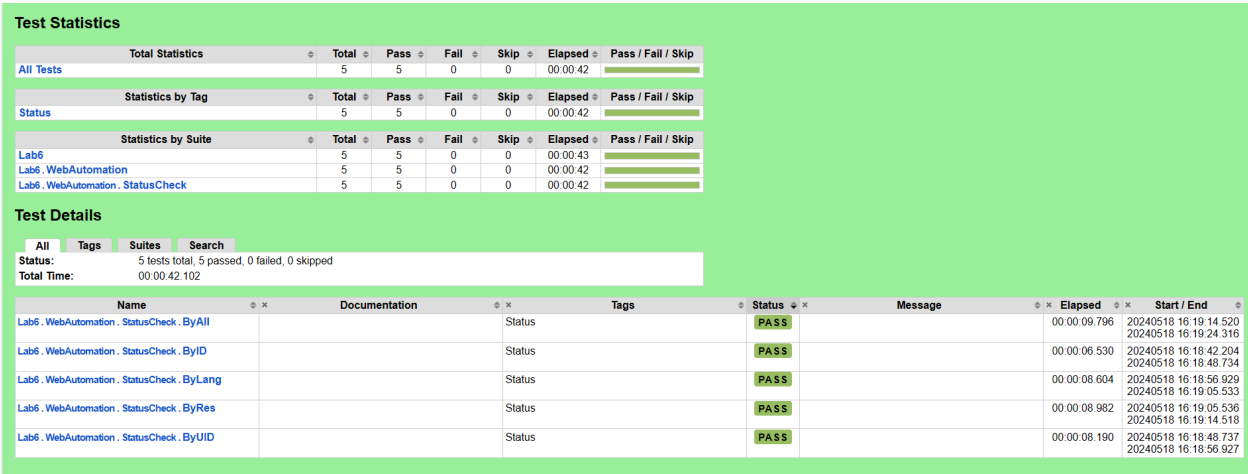 Test Statistics
Total Statistics Total Pass Fail Skip Elapsed Pass / Fail / Skip
All Tests 5 5 0 0 00:00:42
Statistics by Tag Total Pass Fail Skip Elapsed Pass / Fail / Skip
Status 5 5 0 0 00:00:42
Statistics by Suite Total Pass Fail Skip Elapsed Pass / Fail / Skip
Lab6 5 5 0 0 00:00:43
Lab6 . WebAutomation 5 5 0 0 00:00:42
Lab6 . WebAutomation . StatusCheck 5 5 0 0 00:00:42
Test Details
All Tags Suites Search
Status: 5 tests total, 5 passed, 0 failed, 0 skipped
Total Time: 00:00:42.102
Name × Documentation × Tags Status × Message × Elapsed × Start / End
Lab6 . WebAutomation . StatusCheck . ByAll Status PASS 00:00:09.796 20240518 16:19:14.520
20240518 16:19:24.316
Lab6 . WebAutomation . StatusCheck . ByID Status PASS 00:00:06.530 20240518 16:18:42.204
20240518 16:18:48.734
Lab6 . WebAutomation . StatusCheck . ByLang Status PASS 00:00:08.604 20240518 16:18:56.929
20240518 16:19:05.533
Lab6 . WebAutomation . StatusCheck . ByRes Status PASS 00:00:08.982 20240518 16:19:05.536
20240518 16:19:14.518
Lab6 . WebAutomation . StatusCheck . ByUID Status PASS 00:00:08.190 20240518 16:18:48.737
20240518 16:18:56.927